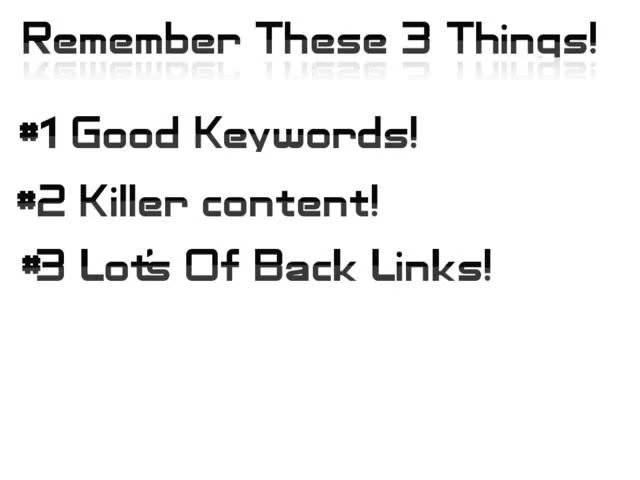 Remember These 3 Things!
#1 Good Keywords!
#2 Killer content!
#3 Lot's Of Back Links!